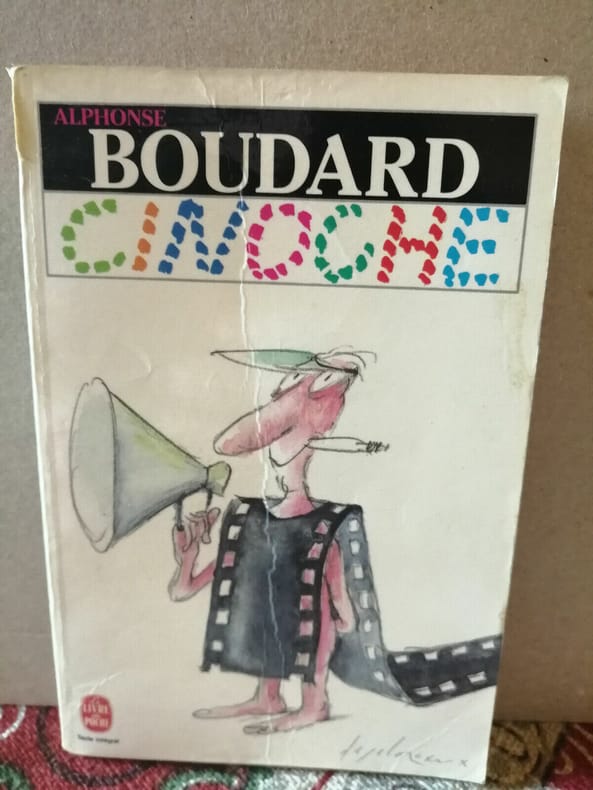 ALPHONSE
BOUDARD
CINOCHE
LE LIVRE
DE POCHE
Texte intégral